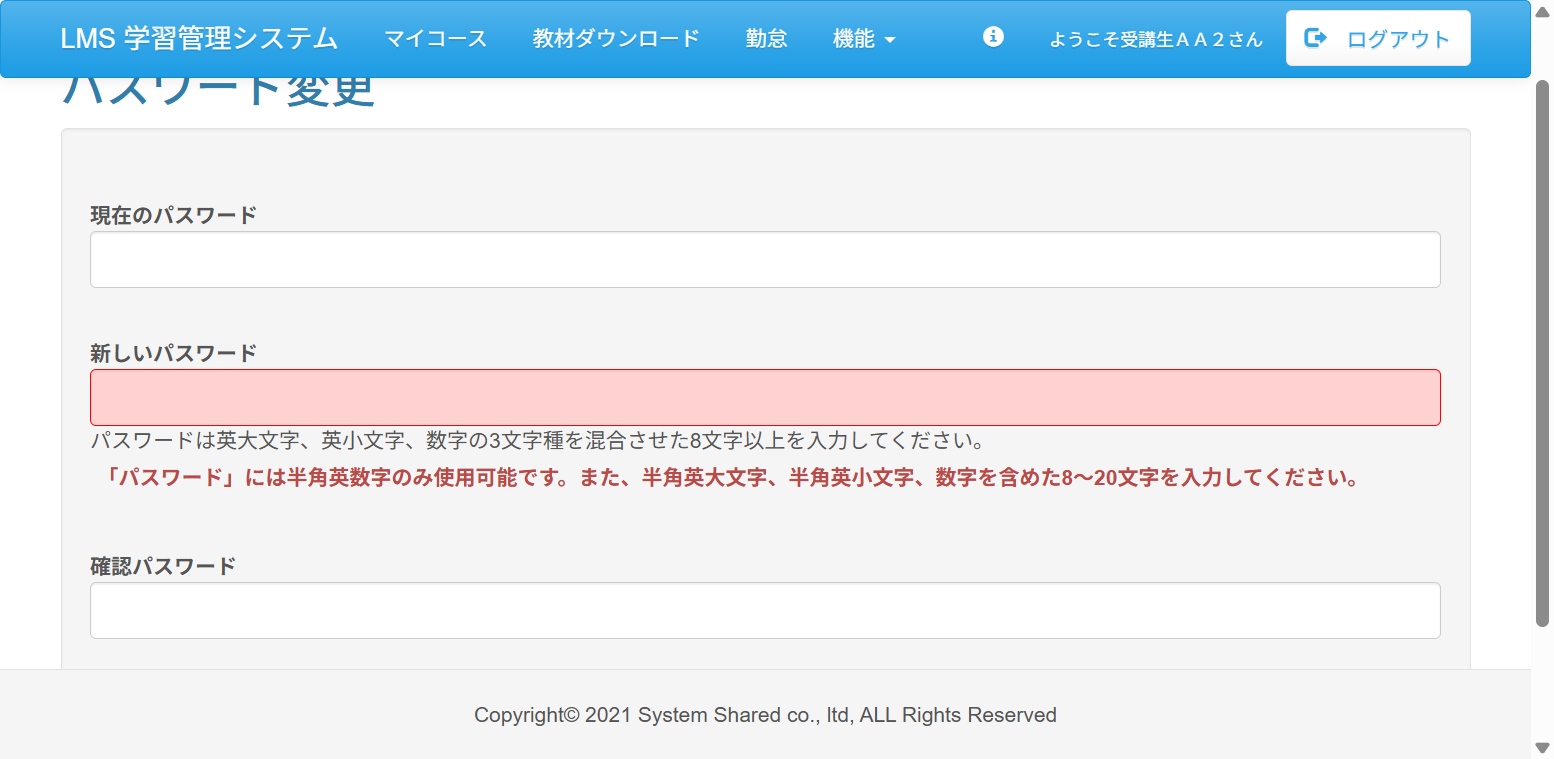 LMS 学習管理システム マイコース 教材ダウンロード 勤怠 機能 ようこそ受講生ＡＡ２さん ログアウト
パスワード変更
現在のパスワード
新しいパスワード
パスワードは英大文字、英小文字、数字の3文字種を混合させた8文字以上を入力してください。
「パスワード」には半角英数字のみ使用可能です。また、半角英大文字、半角英小文字、数字を含めた8～20文字を入力してください。
確認パスワード
Copyright© 2021 System Shared co., ltd, ALL Rights Reserved